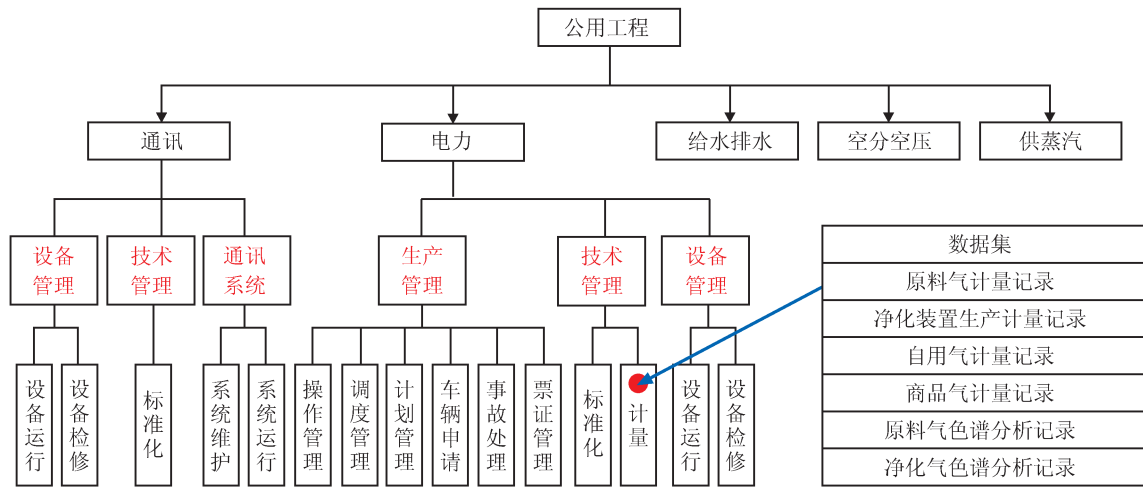 公用工程
通讯
电力
给水排水
空分空压
供蒸汽
设备
管理
技术
管理
通讯
系统
生产
管理
技术
管理
设备
管理
设备运行
设备检修
标准化
系统维护
系统运行
操作管理
调度管理
计划管理
车辆申请
事故处理
票证管理
标准化
计量
设备运行
设备检修
数据集
原料气计量记录
净化装置生产计量记录
自用气计量记录
商品气计量记录
原料气色谱分析记录
净化气色谱分析记录